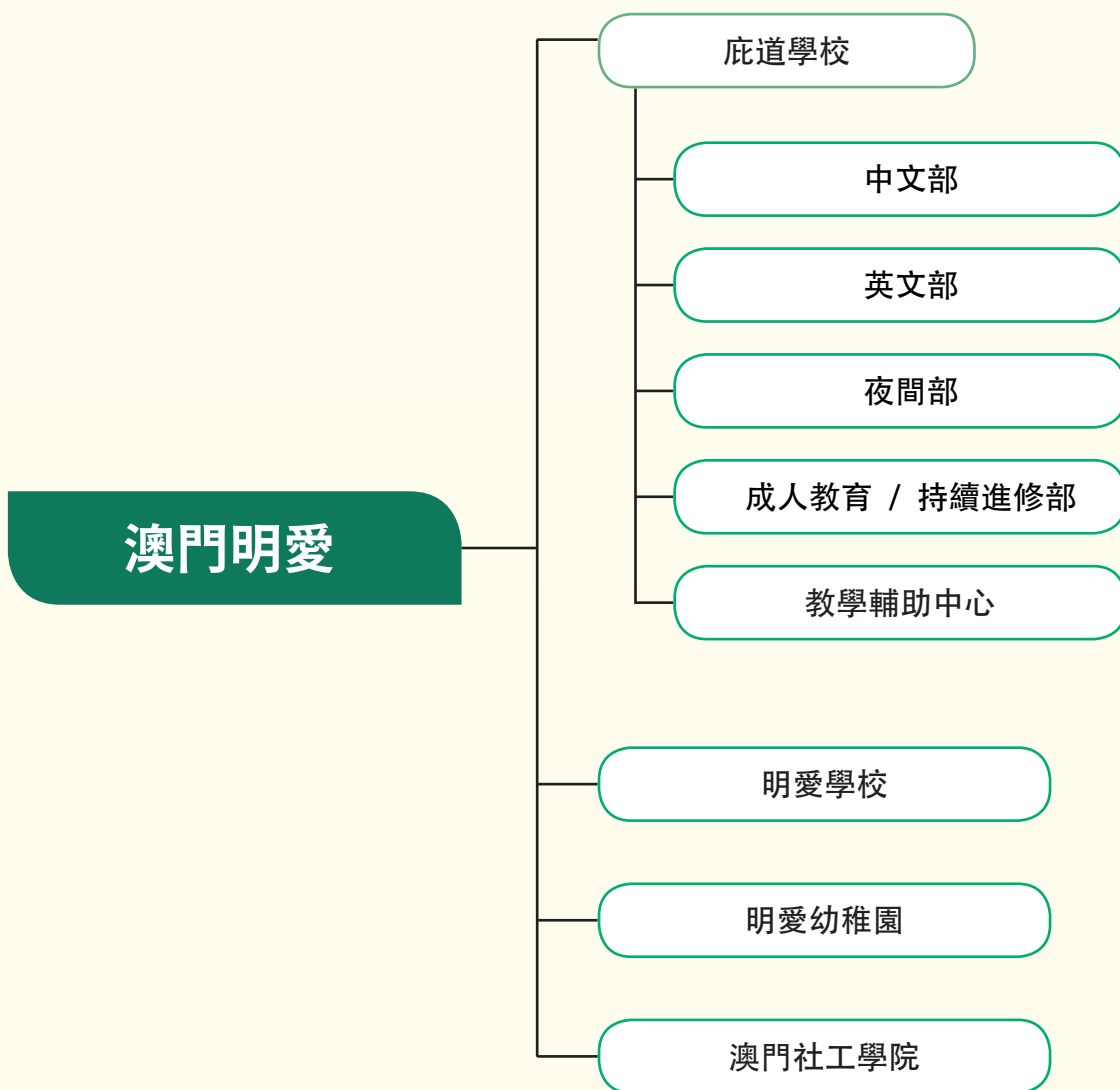 庇道學校
中文部
英文部
夜間部
成人教育 / 持續進修部
教學輔助中心
澳門明愛
明愛學校
明愛幼稚園
澳門社工學院